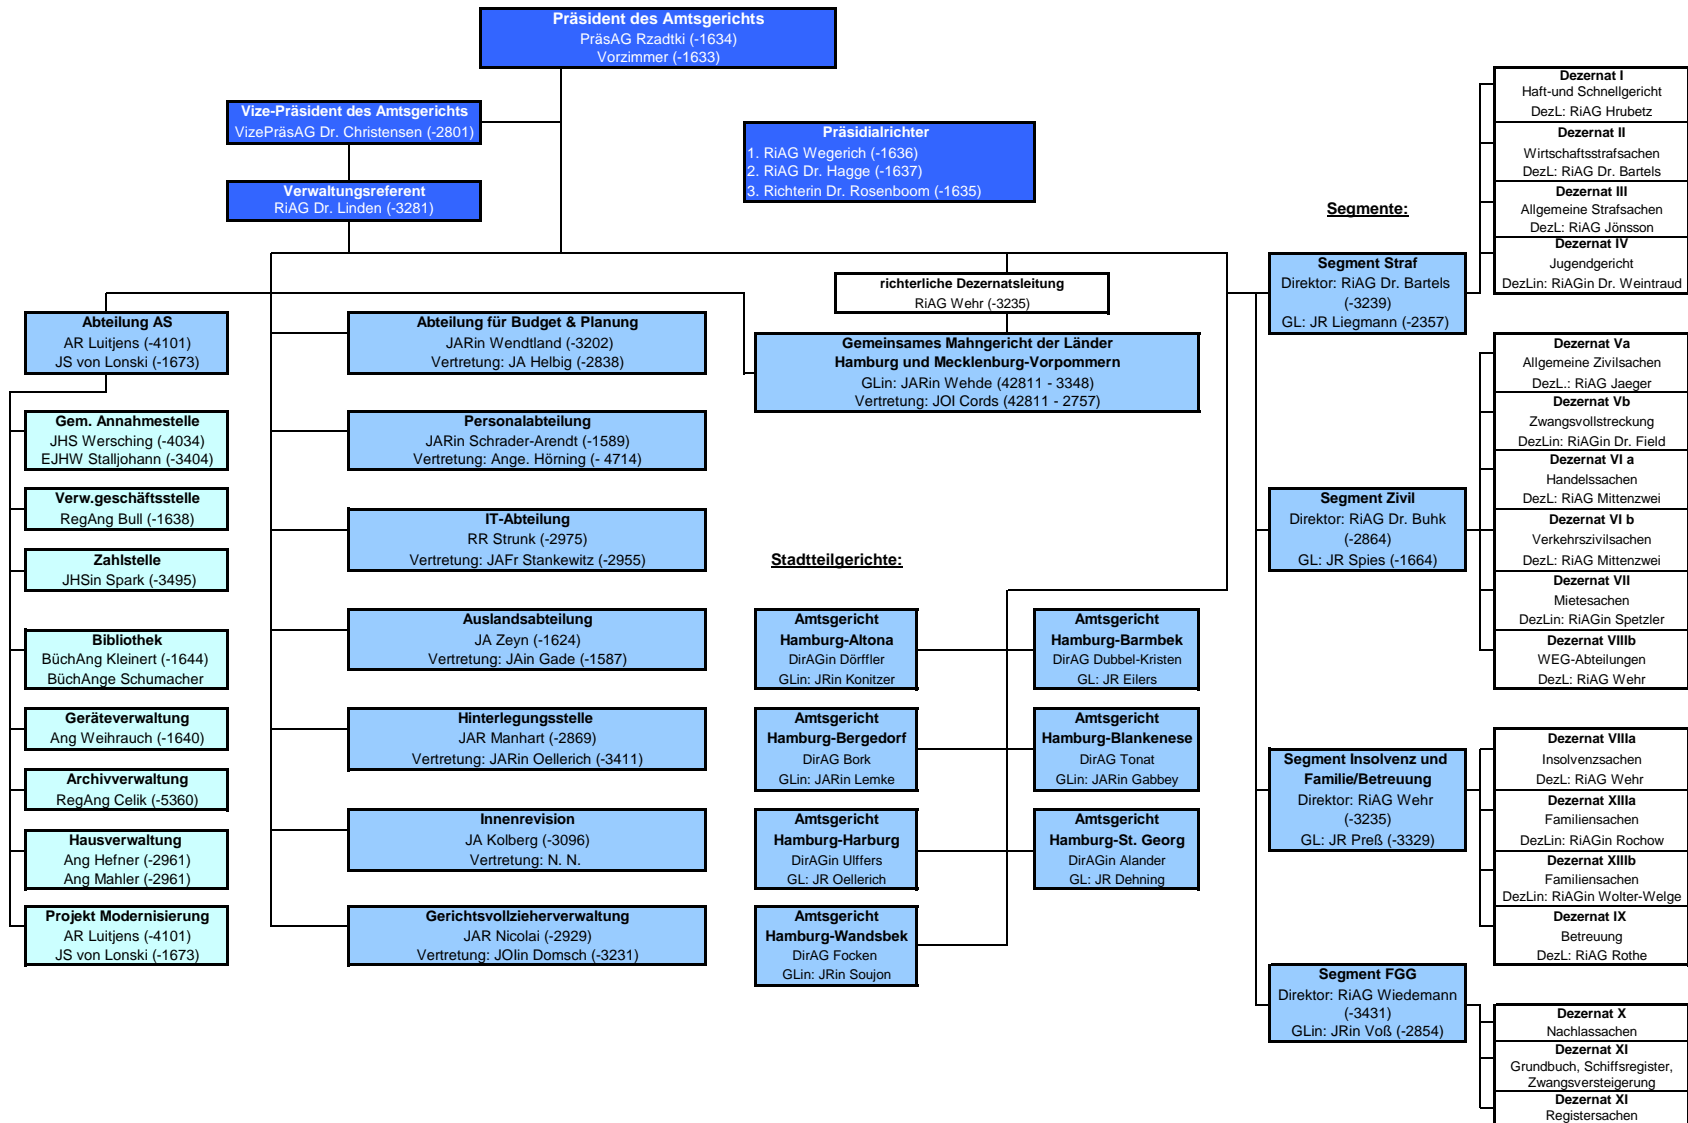 Präsident des Amtsgerichts
PräsAG Rzadtki (-1634)
Vorzimmer (-1633)
Vize-Präsident des Amtsgerichts
VizePräsAG Dr. Christensen (-2801)
Präsidialrichter
1. RiAG Wegerich (-1636)
2. RiAG Dr. Hagge (-1637)
3. Richterin Dr. Rosenboom (-1635)
Verwaltungsreferent
RiAG Dr. Linden (-3281)
richterliche Dezernatsleitung
RiAG Wehr (-3235)
Abteilung AS
AR Luitjens (-4101)
JS von Lonski (-1673)
Gem. Annahmestelle
JHS Wersching (-4034)
EJHW Stalljohann (-3404)
Verw.geschäftsstelle
RegAng Bull (-1638)
Zahlstelle
JHSin Spark (-3495)
Bibliothek
BüchAng Kleinert (-1644)
BüchAnge Schumacher
Geräteverwaltung
Ang Weihrauch (-1640)
Archivverwaltung
RegAng Celik (-5360)
Hausverwaltung
Ang Hefner (-2961)
Ang Mahler (-2961)
Projekt Modernisierung
AR Luitjens (-4101)
JS von Lonski (-1673)
Abteilung für Budget & Planung
JARin Wendtland (-3202)
Vertretung: JA Helbig (-2838)
Personalabteilung
JARin Schrader-Arendt (-1589)
Vertretung: Ange. Hörning (- 4714)
IT-Abteilung
RR Strunk (-2975)
Vertretung: JAFr Stankewitz (-2955)
Auslandsabteilung
JA Zeyn (-1624)
Vertretung: JAin Gade (-1587)
Hinterlegungsstelle
JAR Manhart (-2869)
Vertretung: JARin Oellerich (-3411)
Innenrevision
JA Kolberg (-3096)
Vertretung: N. N.
Gerichtsvollzieherverwaltung
JAR Nicolai (-2929)
Vertretung: JOIin Domsch (-3231)
Gemeinsames Mahngericht der Länder
Hamburg und Mecklenburg-Vorpommern
GLin: JARin Wehde (42811 - 3348)
Vertretung: JOI Cords (42811 - 2757)
Stadtteilgerichte:
Amtsgericht
Hamburg-Altona
DirAGin Dörffler
GLin: JRin Konitzer
Amtsgericht
Hamburg-Barmbek
DirAG Dubbel-Kristen
GL: JR Eilers
Amtsgericht
Hamburg-Bergedorf
DirAG Bork
GLin: JARin Lemke
Amtsgericht
Hamburg-Blankenese
DirAG Tonat
GLin: JARin Gabbey
Amtsgericht
Hamburg-Harburg
DirAGin Ulffers
GL: JR Oellerich
Amtsgericht
Hamburg-St. Georg
DirAGin Alander
GL: JR Dehning
Amtsgericht
Hamburg-Wandsbek
DirAG Focken
GLin: JRin Soujon
Segmente:
Segment Straf
Direktor: RiAG Dr. Bartels
(-3239)
GL: JR Liegmann (-2357)
Dezernat I
Haft-und Schnellgericht
DezL: RiAG Hrubetz
Dezernat II
Wirtschaftsstrafsachen
DezL: RiAG Dr. Bartels
Dezernat III
Allgemeine Strafsachen
DezL: RiAG Jönsson
Dezernat IV
Jugendgericht
DezLin: RiAGin Dr. Weintraud
Segment Zivil
Direktor: RiAG Dr. Buhk
(-2864)
GL: JR Spies (-1664)
Dezernat Va
Allgemeine Zivilsachen
DezL.: RiAG Jaeger
Dezernat Vb
Zwangsvollstreckung
DezLin: RiAGin Dr. Field
Dezernat VI a
Handelssachen
DezL: RiAG Mittenzwei
Dezernat VI b
Verkehrszivilsachen
DezL: RiAG Mittenzwei
Dezernat VII
Mietesachen
DezLin: RiAGin Spetzler
Dezernat VIIIb
WEG-Abteilungen
DezL: RiAG Wehr
Segment Insolvenz und
Familie/Betreuung
Direktor: RiAG Wehr
(-3235)
GL: JR Preß (-3329)
Dezernat VIIIa
Insolvenzsachen
DezL: RiAG Wehr
Dezernat XIIIa
Familiensachen
DezLin: RiAGin Rochow
Dezernat XIIIb
Familiensachen
DezLin: RiAGin Wolter-Welge
Dezernat IX
Betreuung
DezL: RiAG Rothe
Segment FGG
Direktor: RiAG Wiedemann
(-3431)
GLin: JRin Voß (-2854)
Dezernat X
Nachlassachen
Dezernat XI
Grundbuch, Schiffsregister,
Zwangsversteigerung
Dezernat XI
Registersachen